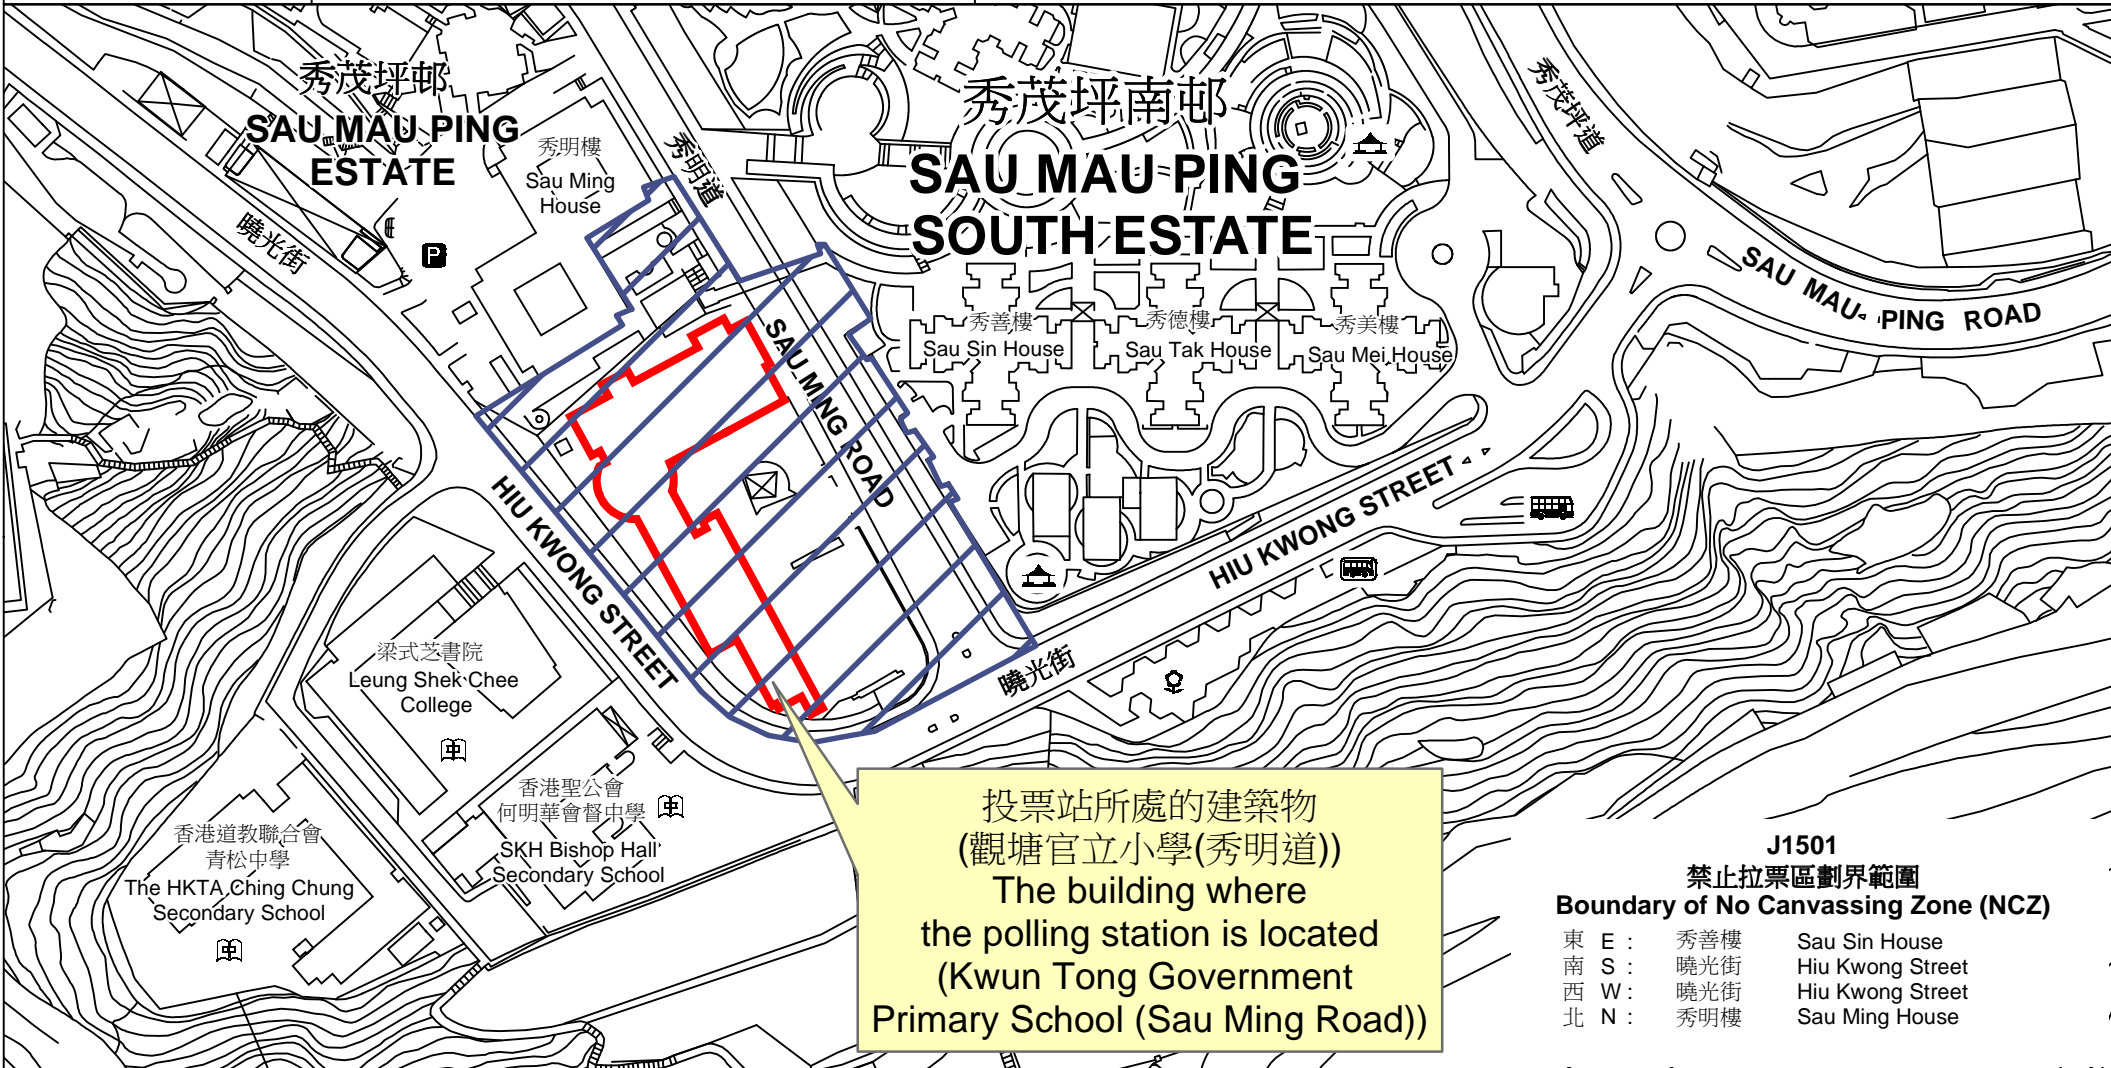 秀茂坪邨
SAU MAU PING
ESTATE
秀明樓
Sau Ming
House
秀明道
秀茂坪南邨
SAU MAU PING
SOUTH ESTATE
秀茂坪道
SAU MAU PING ROAD
曉光街
P
秀善樓
Sau Sin House
秀德樓
Sau Tak House
秀美樓
Sau Mei House
SAU MING ROAD
HIU KWONG STREET
HIU KWONG STREET
曉光街
梁式芝書院
Leung Shek Chee
College
中
香港聖公會
何明華會督中學
中
SKH Bishop Hall
Secondary School
香港道教聯合會
青松中學
The HKTA Ching Chung
Secondary School
中
投票站所處的建築物
(觀塘官立小學(秀明道))
The building where
the polling station is located
(Kwun Tong Government
Primary School (Sau Ming Road))
J1501
禁止拉票區劃界範圍
Boundary of No Canvassing Zone (NCZ)
東 E : 秀善樓 Sau Sin House
南 S : 曉光街 Hiu Kwong Street
西 W : 曉光街 Hiu Kwong Street
北 N : 秀明樓 Sau Ming House